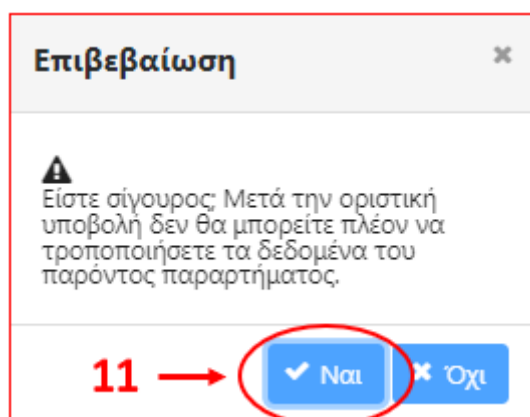 Επιβεβαίωση
Είστε σίγουρος; Μετά την οριστική
υποβολή δεν θα μπορείτε πλέον να
τροποποιήσετε τα δεδομένα του
παρόντος παραρτήματος.
11 Ναι Όχι